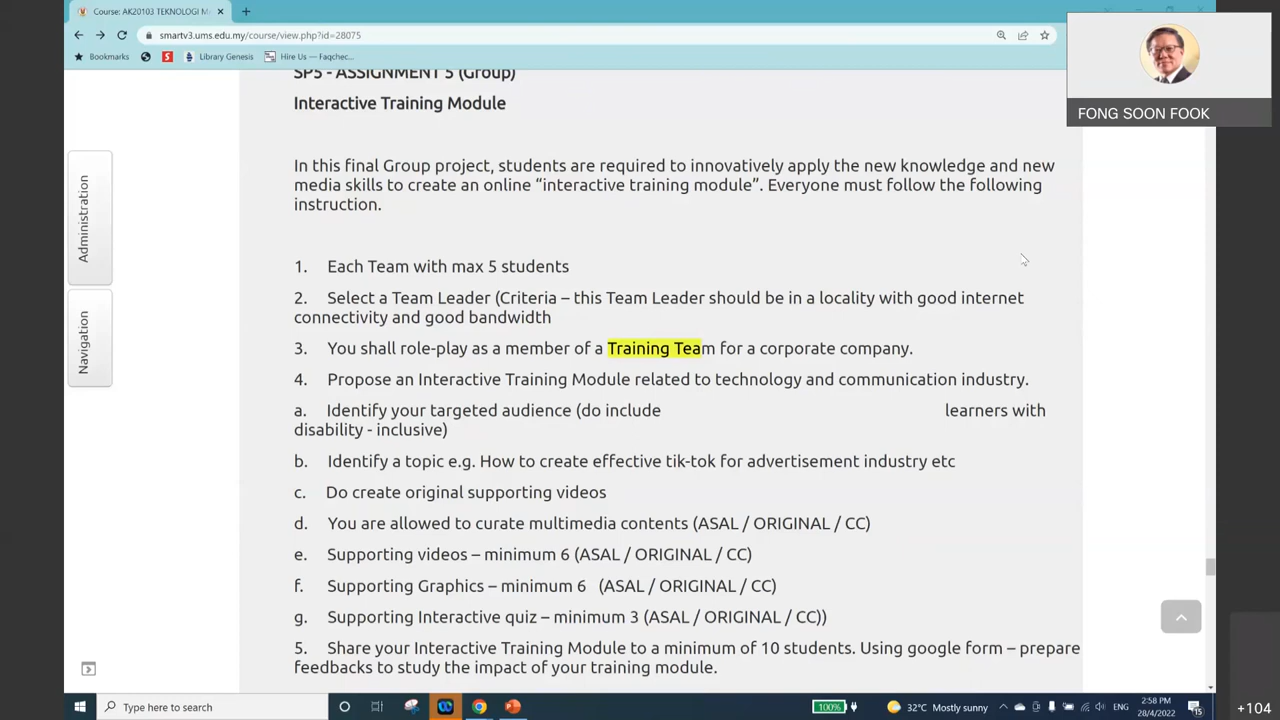 Course: AK20103 TEKNOLOGI M
smartv3.ums.edu.my/course/view.php?id=28075
Bookmarks
Library Genesis
Hire Us — Faqchec...
FONG SOON FOOK
SP5 - ASSIGNMENT 5 (Group)
Interactive Training Module
Administration
Navigation
In this final Group project, students are required to innovatively apply the new knowledge and new
media skills to create an online “interactive training module”. Everyone must follow the following
instruction.
1. Each Team with max 5 students
2. Select a Team Leader (Criteria – this Team Leader should be in a locality with good internet
connectivity and good bandwidth
3. You shall role-play as a member of a Training Team for a corporate company.
4. Propose an Interactive Training Module related to technology and communication industry.
a. Identify your targeted audience (do include learners with
disability - inclusive)
b. Identify a topic e.g. How to create effective tik-tok for advertisement industry etc
c. Do create original supporting videos
d. You are allowed to curate multimedia contents (ASAL / ORIGINAL / CC)
e. Supporting videos – minimum 6 (ASAL / ORIGINAL / CC)
f. Supporting Graphics – minimum 6 (ASAL / ORIGINAL / CC)
g. Supporting Interactive quiz – minimum 3 (ASAL / ORIGINAL / CC))
5. Share your Interactive Training Module to a minimum of 10 students. Using google form – prepare
feedbacks to study the impact of your training module.
Type here to search
100%
32°C Mostly sunny
ENG
2:58 PM
28/4/2022
15
+104